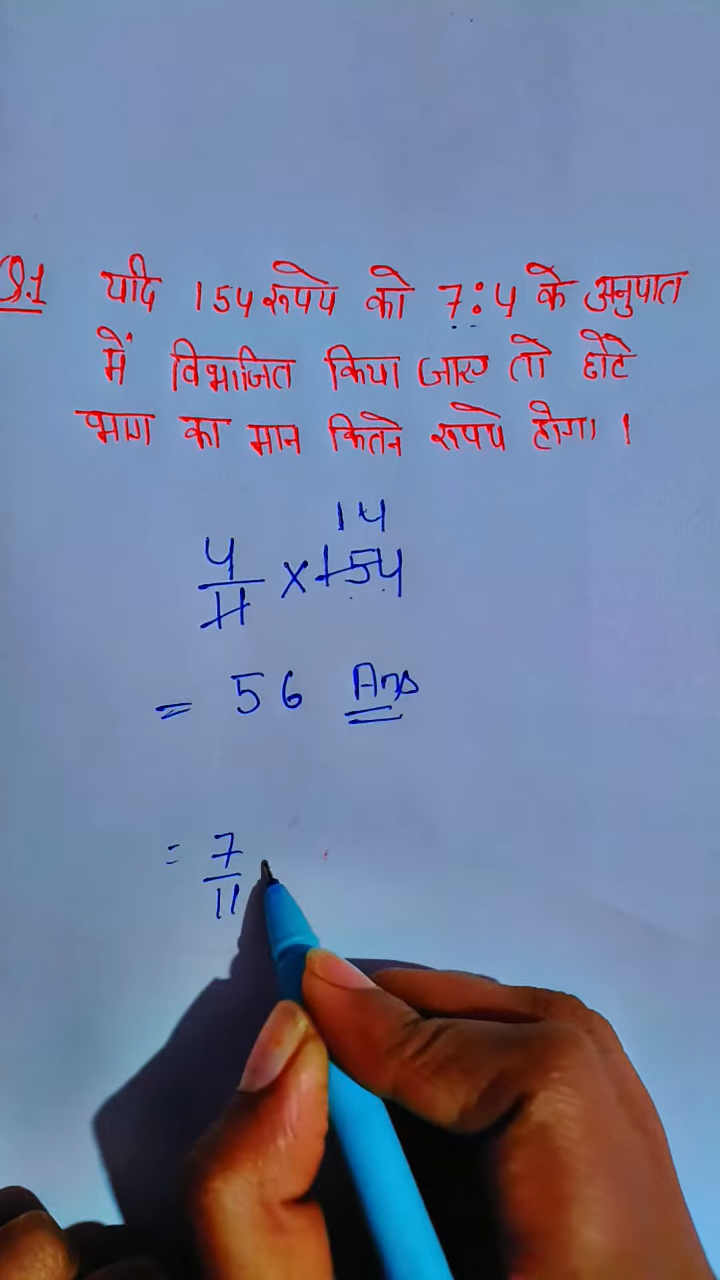 Q.1 यदि 154 रूपये को 7:4 के अनुपात
में विभाजित किया जाए तो छोटे
भाग का मान कितने रूपये होगा।
14
4/11 × 154
= 56 Ans
= 7/11